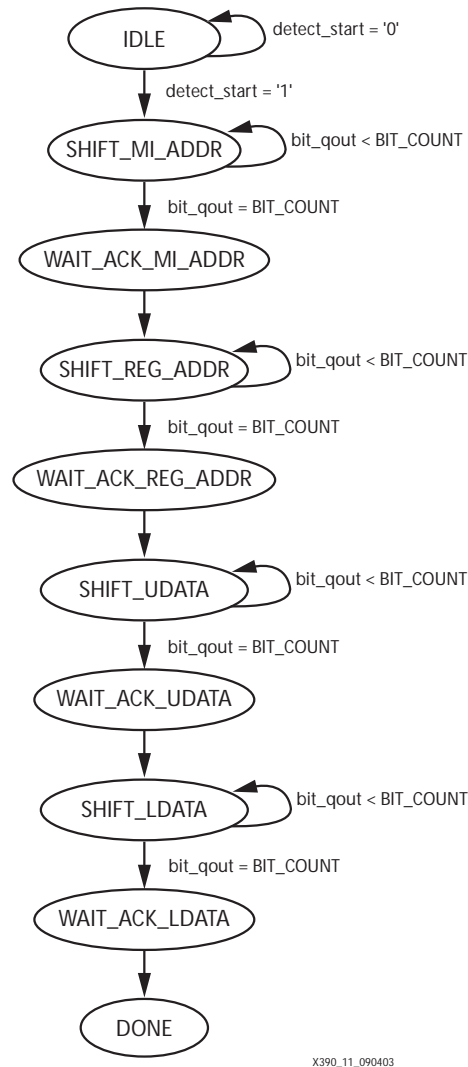 IDLE
detect_start = '0'
detect_start = '1'
SHIFT_MI_ADDR
bit_qout < BIT_COUNT
bit_qout = BIT_COUNT
WAIT_ACK_MI_ADDR
SHIFT_REG_ADDR
bit_qout < BIT_COUNT
bit_qout = BIT_COUNT
WAIT_ACK_REG_ADDR
SHIFT_UDATA
bit_qout < BIT_COUNT
bit_qout = BIT_COUNT
WAIT_ACK_UDATA
SHIFT_LDATA
bit_qout < BIT_COUNT
bit_qout = BIT_COUNT
WAIT_ACK_LDATA
DONE
X390_11_090403